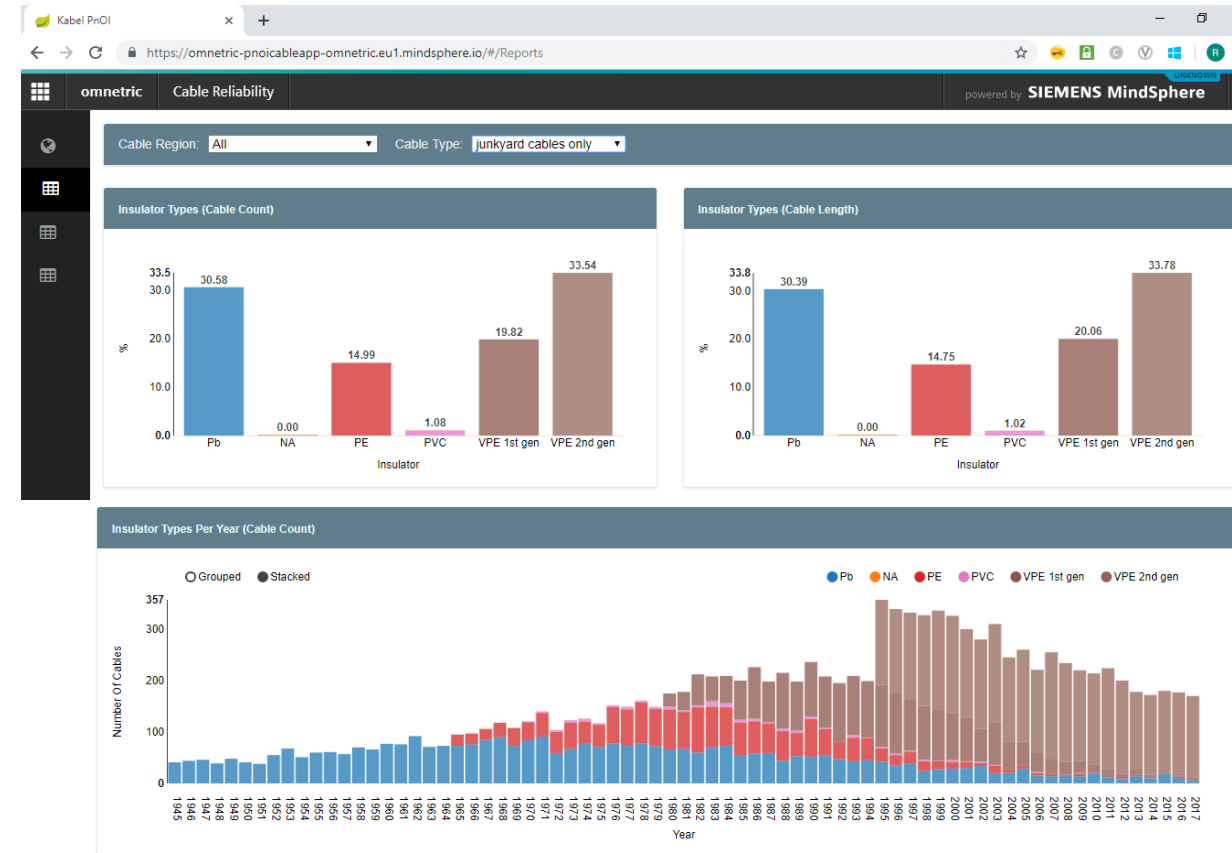 Kabel PnOI × +
https://omnetric-pnoicableapp-omnetric.eu1.mindsphere.io/#/Reports
R
UNKNOWN
omnetric Cable Reliability powered by SIEMENS MindSphere
Cable Region: All Cable Type: junkyard cables only
Insulator Types (Cable Count)
33.5
30.0
20.0
10.0
0.0
%
30.58
0.00
14.99
1.08
19.82
33.54
Pb NA PE PVC VPE 1st gen VPE 2nd gen
Insulator
Insulator Types (Cable Length)
33.8
30.0
20.0
10.0
0.0
%
30.39
0.00
14.75
1.02
20.06
33.78
Pb NA PE PVC VPE 1st gen VPE 2nd gen
Insulator
Insulator Types Per Year (Cable Count)
Grouped Stacked
Pb NA PE PVC VPE 1st gen VPE 2nd gen
357
300
200
100
0
Number Of Cables
1945 1946 1947 1948 1949 1950 1951 1952 1953 1954 1955 1956 1957 1958 1959 1960 1961 1962 1963 1964 1965 1966 1967 1968 1969 1970 1971 1972 1973 1974 1975 1976 1977 1978 1979 1980 1981 1982 1983 1984 1985 1986 1987 1988 1989 1990 1991 1992 1993 1994 1995 1996 1997 1998 1999 2000 2001 2002 2003 2004 2005 2006 2007 2008 2009 2010 2011 2012 2013 2014 2015 2016 2017
Year